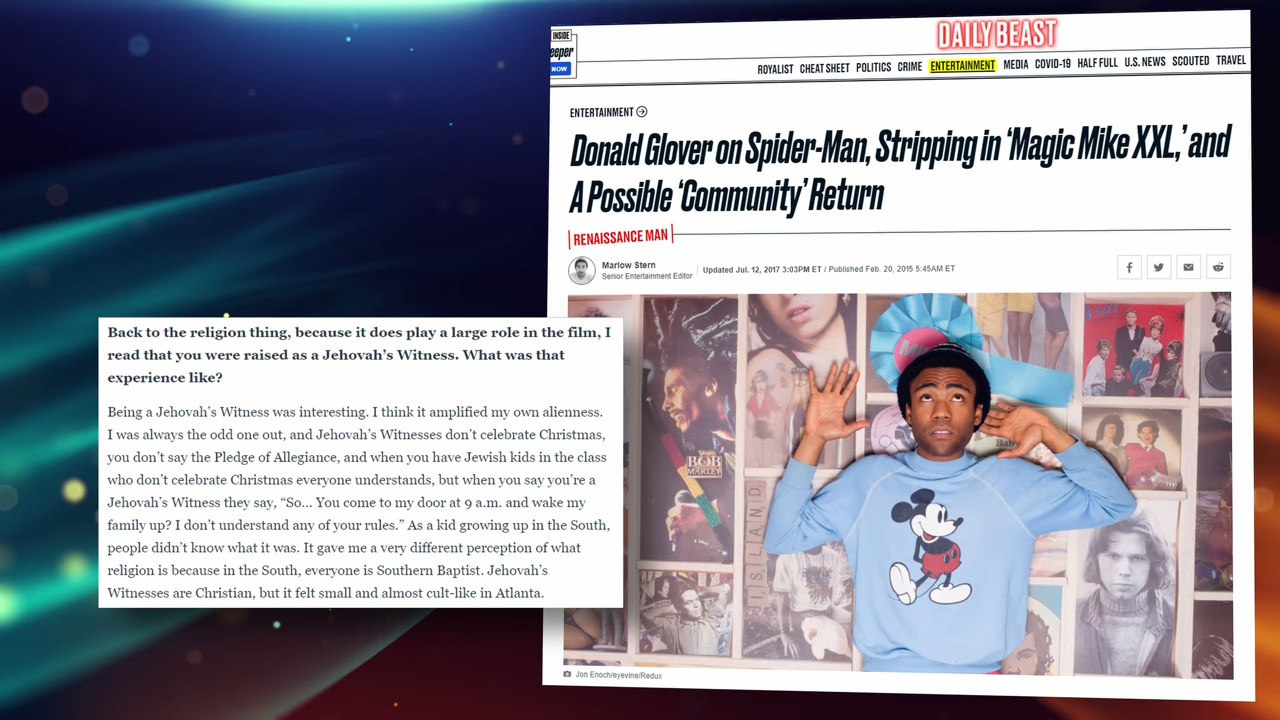 INSIDE
eeper
NOW
DAILY BEAST
ROYALIST CHEAT SHEET POLITICS CRIME ENTERTAINMENT MEDIA COVID-19 HALF FULL U.S. NEWS SCOUTED TRAVEL
ENTERTAINMENT
Donald Glover on Spider-Man, Stripping in ‘Magic Mike XXL,’ and
A Possible ‘Community’ Return
RENAISSANCE MAN
Marlow Stern
Senior Entertainment Editor
Updated Jul. 12, 2017 3:03PM ET / Published Feb. 20, 2015 5:45AM ET
BOB
MARLEY
ISLAND
Jon Enoch/eyevine/Redux
Back to the religion thing, because it does play a large role in the film, I
read that you were raised as a Jehovah’s Witness. What was that
experience like?
Being a Jehovah’s Witness was interesting. I think it amplified my own alienness.
I was always the odd one out, and Jehovah’s Witnesses don’t celebrate Christmas,
you don’t say the Pledge of Allegiance, and when you have Jewish kids in the class
who don’t celebrate Christmas everyone understands, but when you say you’re a
Jehovah’s Witness they say, “So… You come to my door at 9 a.m. and wake my
family up? I don’t understand any of your rules.” As a kid growing up in the South,
people didn’t know what it was. It gave me a very different perception of what
religion is because in the South, everyone is Southern Baptist. Jehovah’s
Witnesses are Christian, but it felt small and almost cult-like in Atlanta.